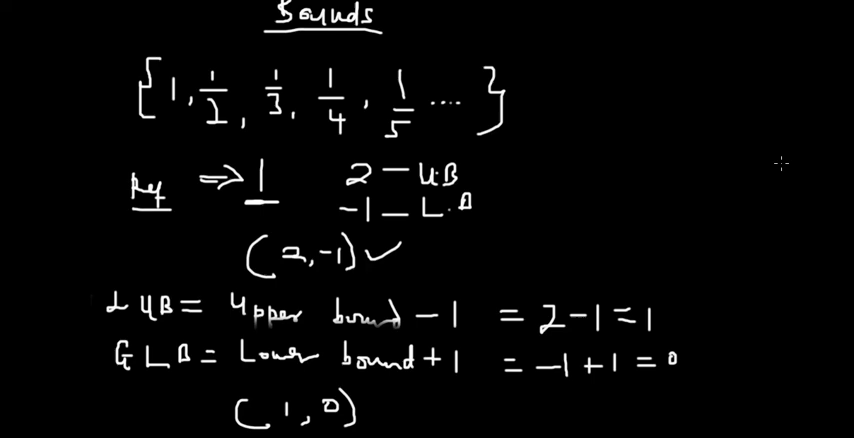 Bounds
{1, 1/2, 1/3, 1/4, 1/5 ....}
Ref => 1 2 — U.B
-1 — L.B
(2, -1) ✓
LUB = Upper bound - 1 = 2 - 1 = 1
GLB = Lower bound + 1 = -1 + 1 = 0
(1, 0)